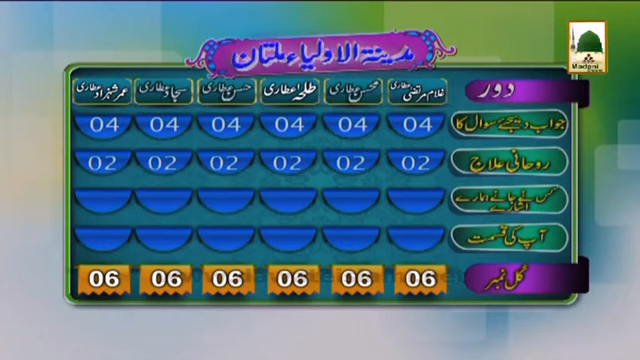 مدینۃ الاولیاء ملتان
Madani
دور غلام مرتضیٰ عطاری محسن عطاری طلحہ عطاری حسن عطاری سجاد عطاری عمر شہزاد عطاری
جواب دیجئے سوال کا 04 04 04 04 04 04
روحانی علاج 02 02 02 02 02 02
کس نے جانے ہمارے اشارے
آپ کی قسمت
کل نمبر 06 06 06 06 06 06